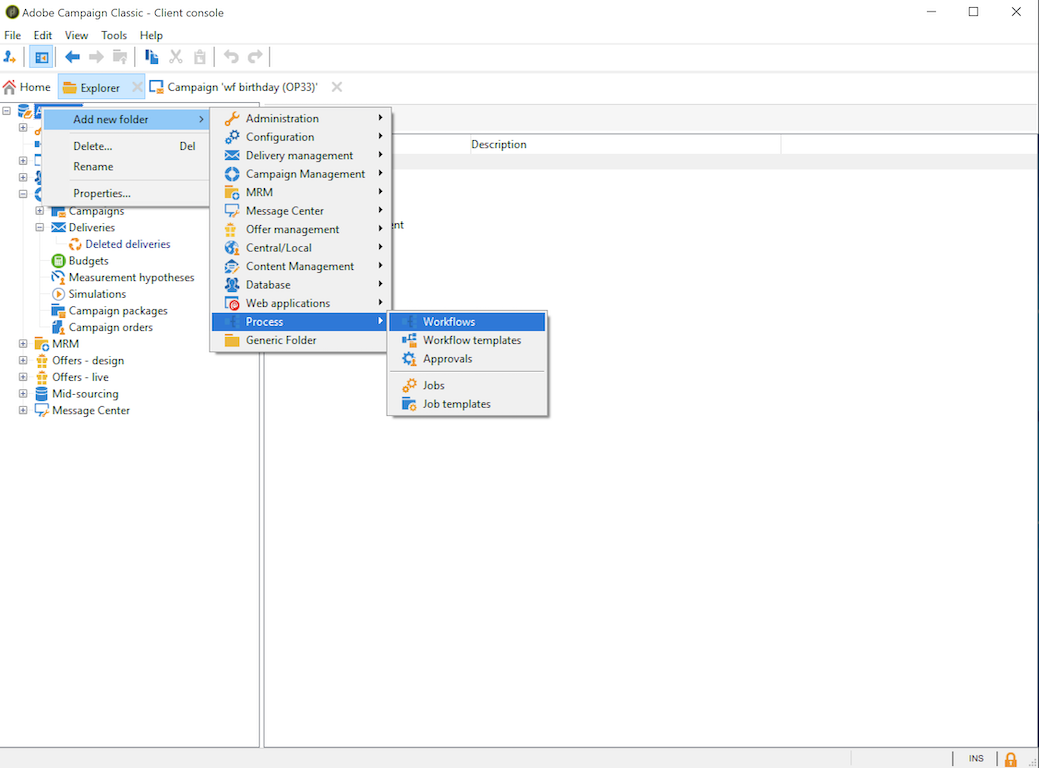 Adobe Campaign Classic - Client console
File Edit View Tools Help
Home Explorer Campaign 'wf birthday (OP33)'
Add new folder
Delete... Del
Rename
Properties...
Administration
Configuration
Delivery management
Campaign Management
MRM
Message Center
Offer management
Central/Local
Content Management
Database
Web applications
Process
Generic Folder
Workflows
Workflow templates
Approvals
Jobs
Job templates
Description
Campaigns
Deliveries
Deleted deliveries
Budgets
Measurement hypotheses
Simulations
Campaign packages
Campaign orders
MRM
Offers - design
Offers - live
Mid-sourcing
Message Center
INS